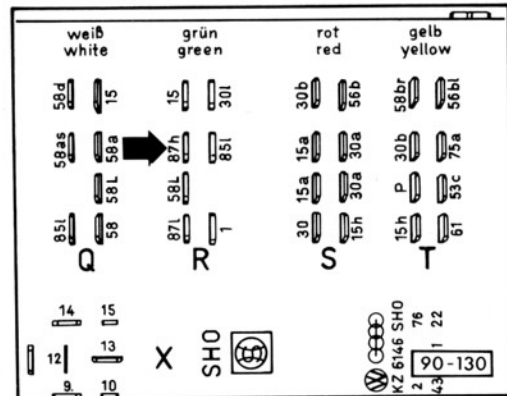 weiß grün rot gelb
white green red yellow
58d 15 15 30l 30b 56b 58br 56bl
58as 58a 87h 85l 15a 30a 30b 75a
58L 58L 15a 30a P 53c
85l 58 87l 1 30 15h 15h 61
Q R S T
14 15
12 13 X SHO
9. 10
KZ 6146 SHO
2 76
43 1 22
90-130